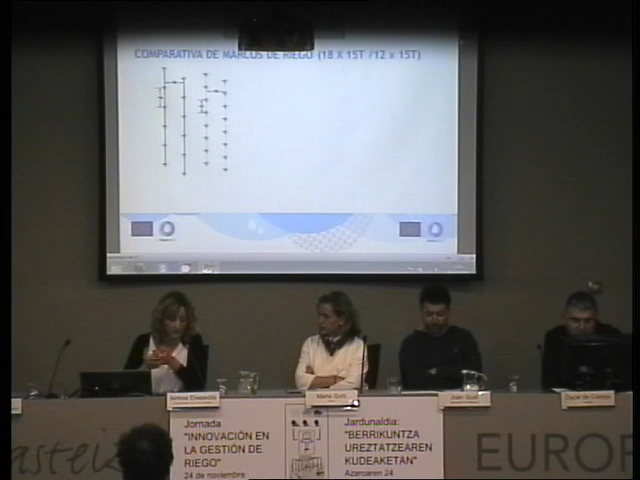 COMPARATIVA DE MARCOS DE RIEGO (18 X 15T /12 x 15T)
Jornada
"INNOVACIÓN EN
LA GESTIÓN DE
RIEGO"
24 de noviembre
Jardunaldia:
"BERRIKUNTZA
UREZTATZEAREN
KUDEAKETAN"
Azaroaren 24
asteiz
EUROP